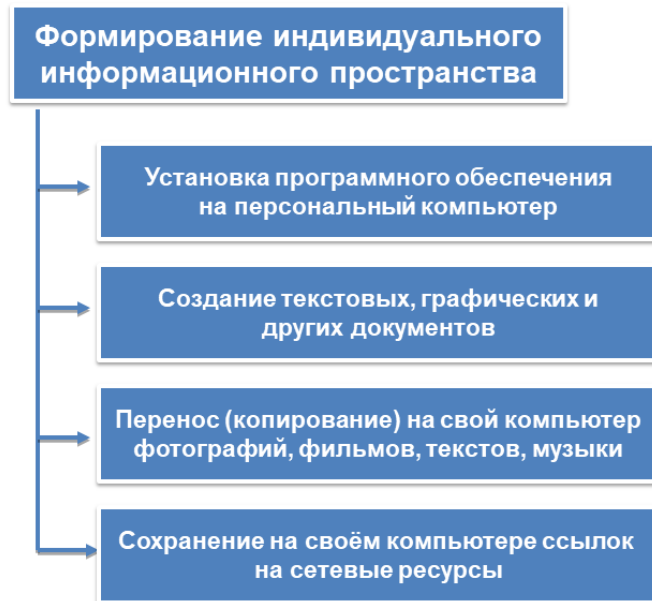 Формирование индивидуального
информационного пространства
Установка программного обеспечения
на персональный компьютер
Создание текстовых, графических и
других документов
Перенос (копирование) на свой компьютер
фотографий, фильмов, текстов, музыки
Сохранение на своём компьютере ссылок
на сетевые ресурсы